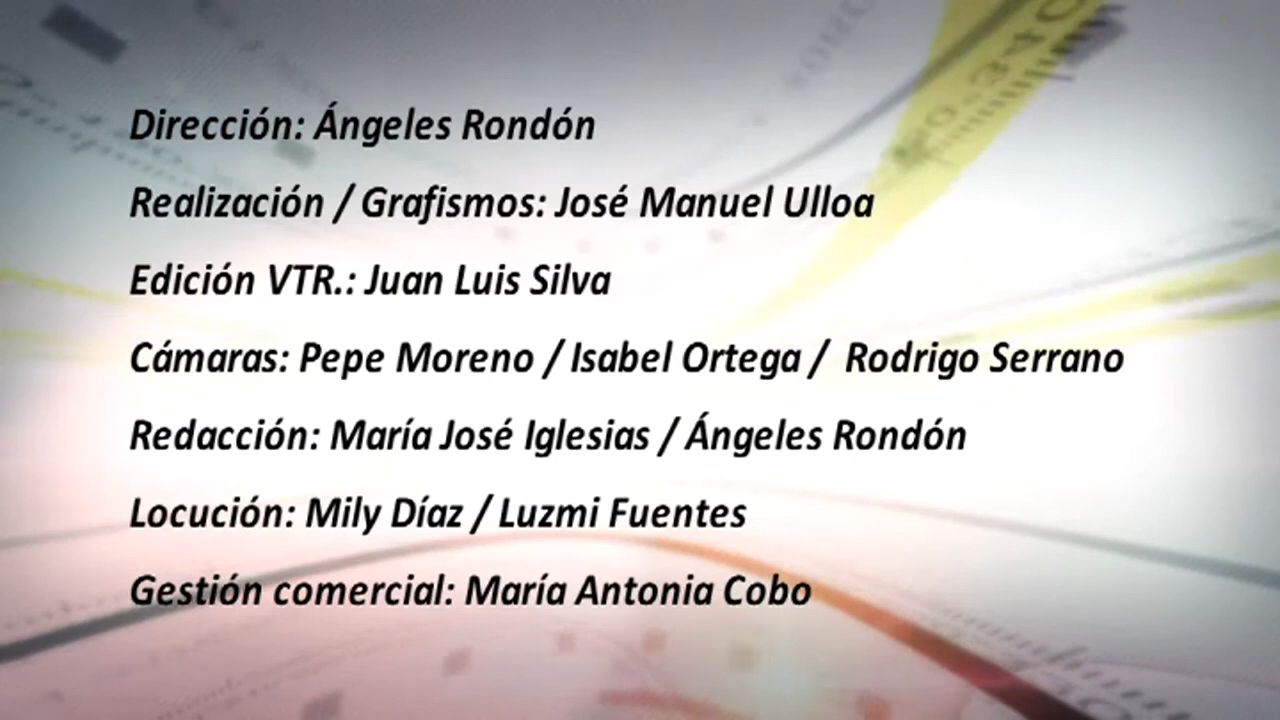 Dirección: Ángeles Rondón
Realización / Grafismos: José Manuel Ulloa
Edición VTR.: Juan Luis Silva
Cámaras: Pepe Moreno / Isabel Ortega / Rodrigo Serrano
Redacción: María José Iglesias / Ángeles Rondón
Locución: Mily Díaz / Luzmi Fuentes
Gestión comercial: María Antonia Cobo